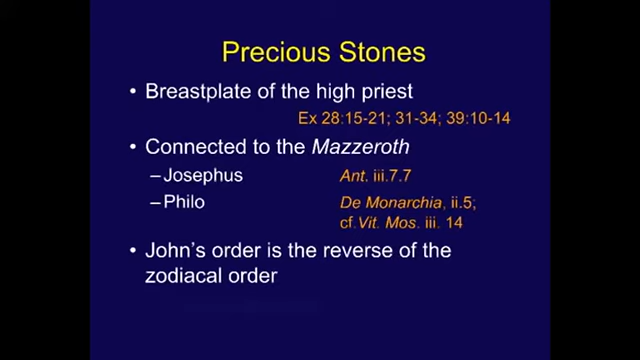 Precious Stones
• Breastplate of the high priest
Ex 28:15-21; 31-34; 39:10-14
• Connected to the Mazzeroth
–Josephus Ant. iii.7.7
–Philo De Monarchia, ii.5;
cf.Vit. Mos. iii. 14
• John's order is the reverse of the
zodiacal order